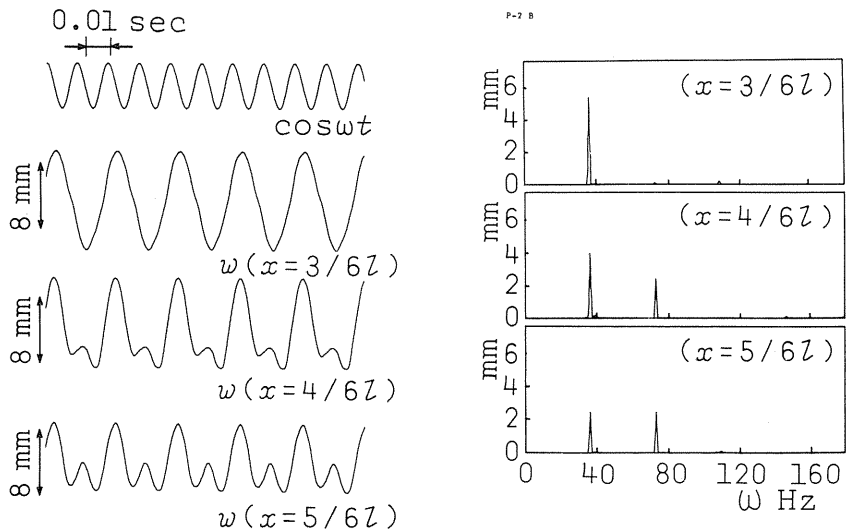 0.01 sec
cosωt
8 mm
w(x=3/6l)
8 mm
w(x=4/6l)
8 mm
w(x=5/6l)
P-2 B
mm
6
4
2
0
(x=3/6l)
mm
6
4
2
0
(x=4/6l)
mm
6
4
2
0
(x=5/6l)
0 40 80 120 160
ω Hz